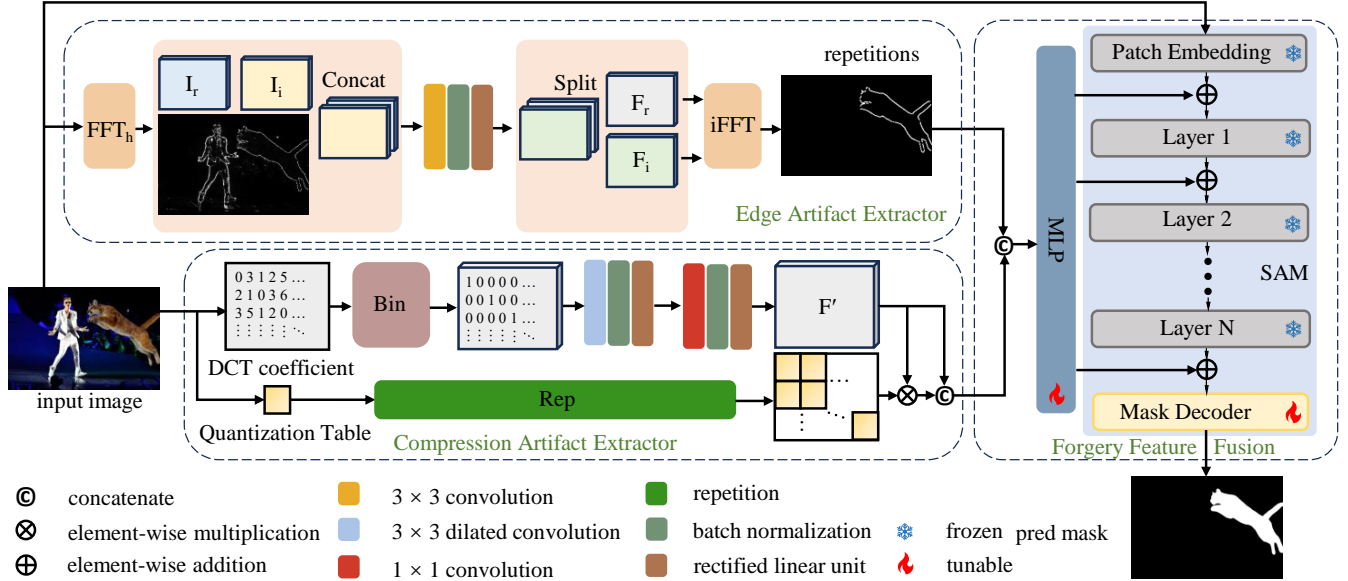 repetitions
Patch Embedding
I_r
I_i
Concat
Split
F_r
FFT_h
iFFT
F_i
Layer 1
Layer 2
Edge Artifact Extractor
MLP
SAM
0 3 1 2 5 ...
2 1 0 3 6 ...
3 5 1 2 0 ...
Bin
1 0 0 0 0 ...
0 0 1 0 0 ...
0 0 0 0 1 ...
F′
Layer N
DCT coefficient
input image
Rep
Mask Decoder
Quantization Table
Compression Artifact Extractor
Forgery Feature Fusion
© concatenate
3 × 3 convolution
repetition
⊗ element-wise multiplication
3 × 3 dilated convolution
batch normalization
frozen
pred mask
⊕ element-wise addition
1 × 1 convolution
rectified linear unit
tunable